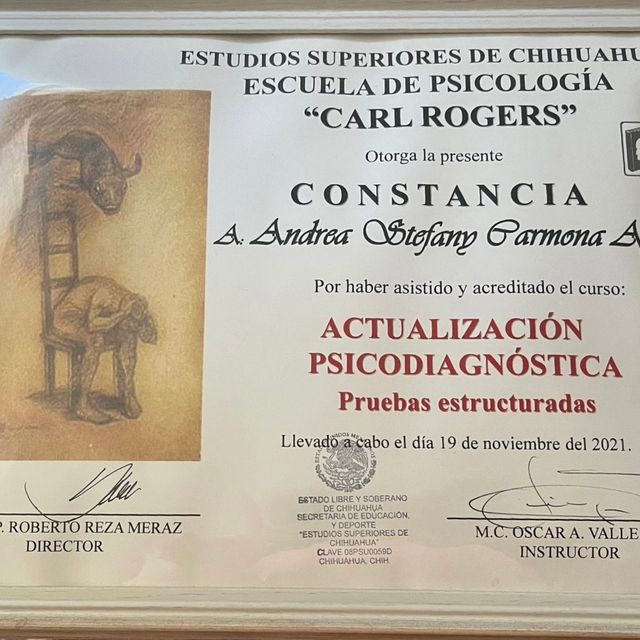 ESTUDIOS SUPERIORES DE CHIHUAHU
ESCUELA DE PSICOLOGÍA
“CARL ROGERS”
Otorga la presente
CONSTANCIA
A: Andrea Stefany Carmona A
Por haber asistido y acreditado el curso:
ACTUALIZACIÓN
PSICODIAGNÓSTICA
Pruebas estructuradas
Llevado a cabo el día 19 de noviembre del 2021.
ESTADO LIBRE Y SOBERANO
DE CHIHUAHUA
SECRETARIA DE EDUCACIÓN,
Y DEPORTE
"ESTUDIOS SUPERIORES DE
CHIHUAHUA"
CLAVE 08PSU0059D
CHIHUAHUA, CHIH.
P. ROBERTO REZA MERAZ
DIRECTOR
M.C. OSCAR A. VALLE
INSTRUCTOR